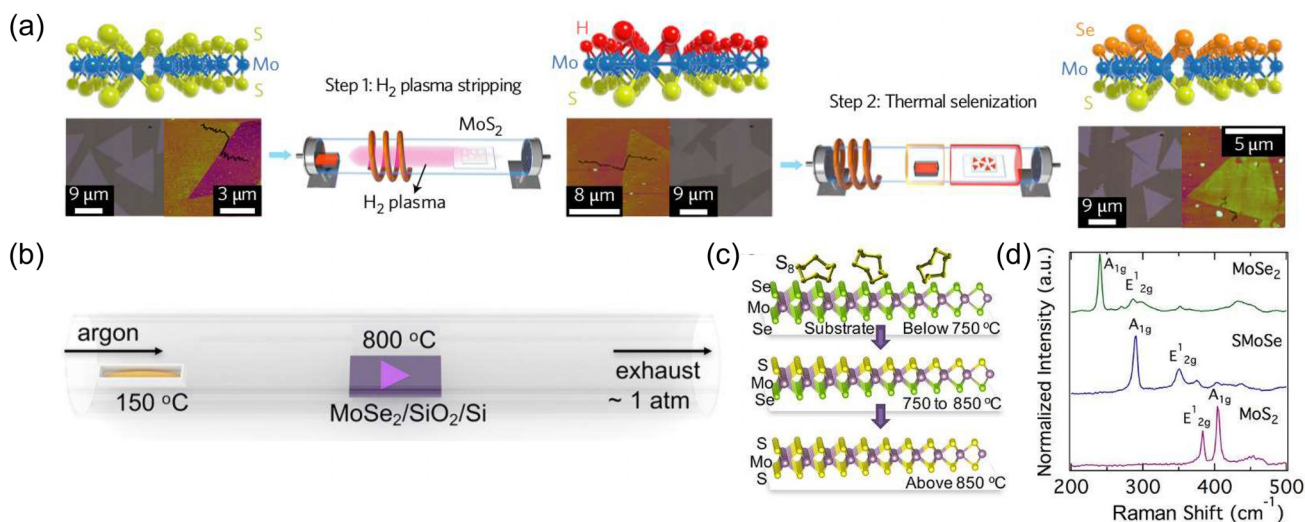 (a)
S
Mo
S
9 µm
3 µm
Step 1: H₂ plasma stripping
MoS₂
H₂ plasma
H
Mo
S
8 µm
9 µm
Step 2: Thermal selenization
Se
Mo
S
9 µm
5 µm
(b)
argon
150 °C
800 °C
MoSe₂/SiO₂/Si
exhaust
~ 1 atm
(c)
S₈
Se
Mo
Se
Substrate
Below 750 °C
S
Mo
Se
750 to 850 °C
S
Mo
S
Above 850 °C
(d)
Normalized Intensity (a.u.)
A₁g
E¹₂g
MoSe₂
A₁g
E¹₂g
SMoSe
E¹₂g
A₁g
MoS₂
200 300 400 500
Raman Shift (cm⁻¹)